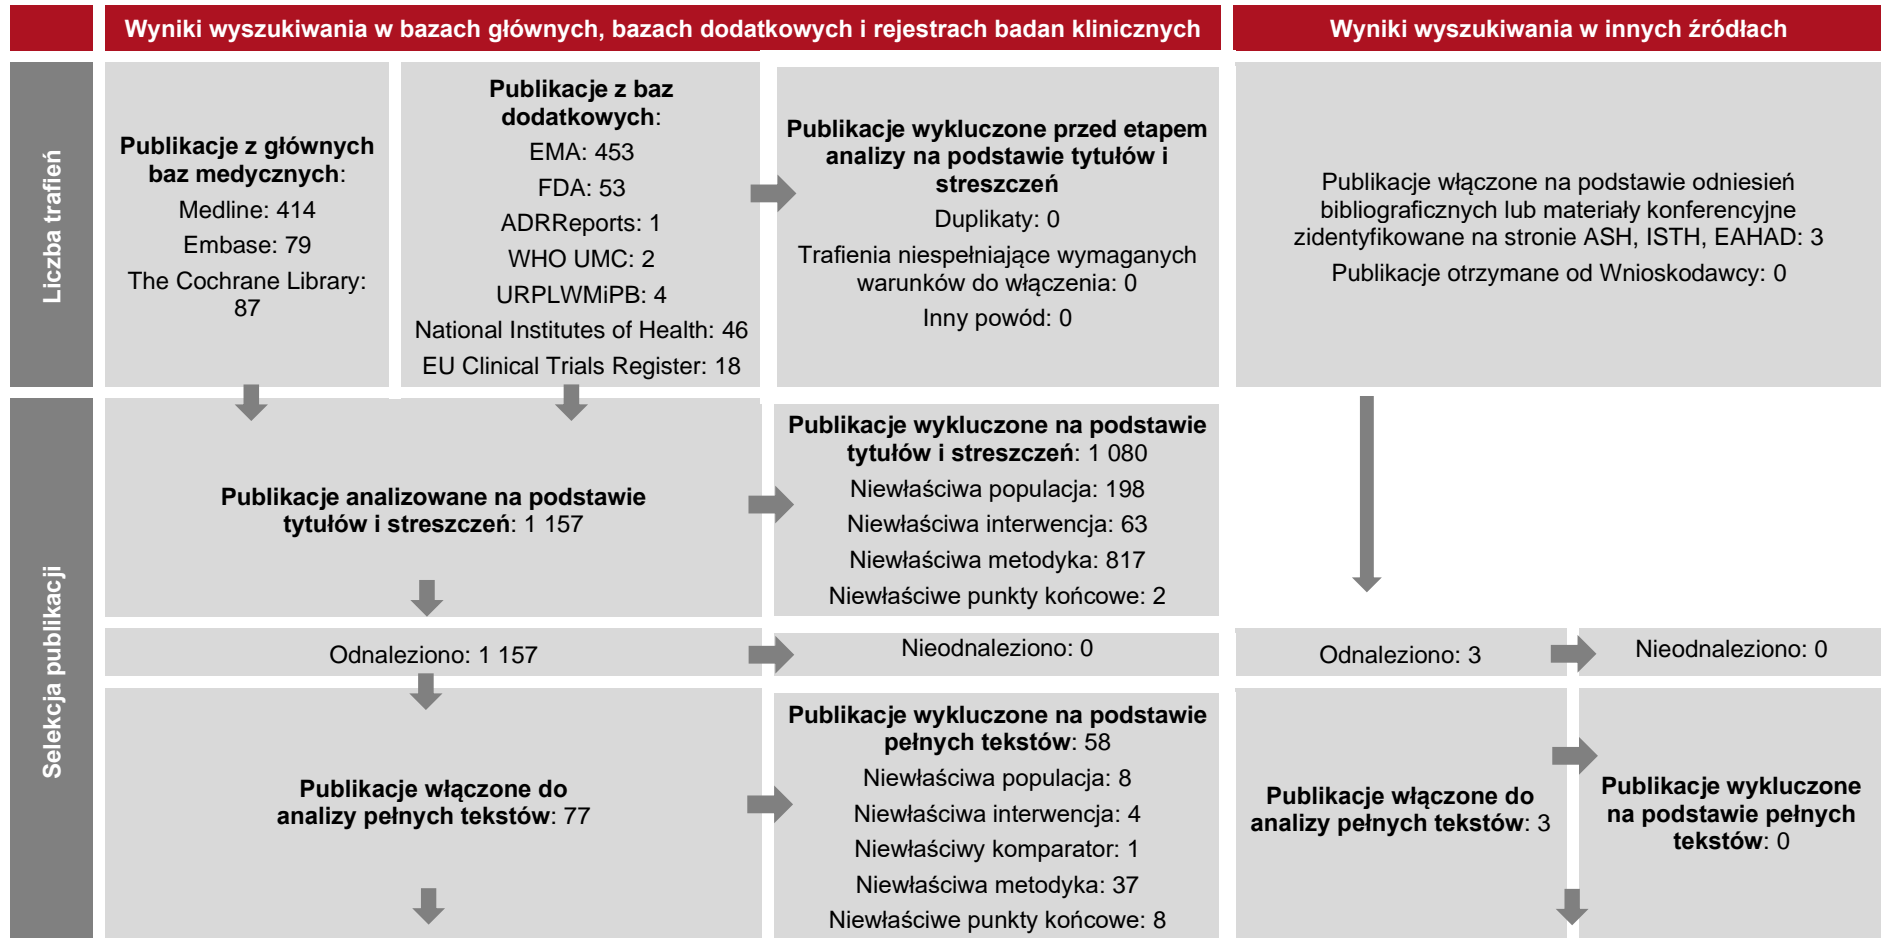 Wyniki wyszukiwania w bazach głównych, bazach dodatkowych i rejestrach badan klinicznych
Wyniki wyszukiwania w innych źródłach
Liczba trafień
Publikacje z głównych
baz medycznych:
Medline: 414
Embase: 79
The Cochrane Library:
87
Publikacje z baz
dodatkowych:
EMA: 453
FDA: 53
ADRReports: 1
WHO UMC: 2
URPLWMiPB: 4
National Institutes of Health: 46
EU Clinical Trials Register: 18
Publikacje wykluczone przed etapem
analizy na podstawie tytułów i
streszczeń
Duplikaty: 0
Trafienia niespełniające wymaganych
warunków do włączenia: 0
Inny powód: 0
Publikacje włączone na podstawie odniesień
bibliograficznych lub materiały konferencyjne
zidentyfikowane na stronie ASH, ISTH, EAHAD: 3
Publikacje otrzymane od Wnioskodawcy: 0
Selekcja publikacji
Publikacje analizowane na podstawie
tytułów i streszczeń: 1 157
Publikacje wykluczone na podstawie
tytułów i streszczeń: 1 080
Niewłaściwa populacja: 198
Niewłaściwa interwencja: 63
Niewłaściwa metodyka: 817
Niewłaściwe punkty końcowe: 2
Odnaleziono: 1 157
Nieodnaleziono: 0
Odnaleziono: 3
Nieodnaleziono: 0
Publikacje włączone do
analizy pełnych tekstów: 77
Publikacje wykluczone na podstawie
pełnych tekstów: 58
Niewłaściwa populacja: 8
Niewłaściwa interwencja: 4
Niewłaściwy komparator: 1
Niewłaściwa metodyka: 37
Niewłaściwe punkty końcowe: 8
Publikacje włączone do
analizy pełnych tekstów: 3
Publikacje wykluczone
na podstawie pełnych
tekstów: 0